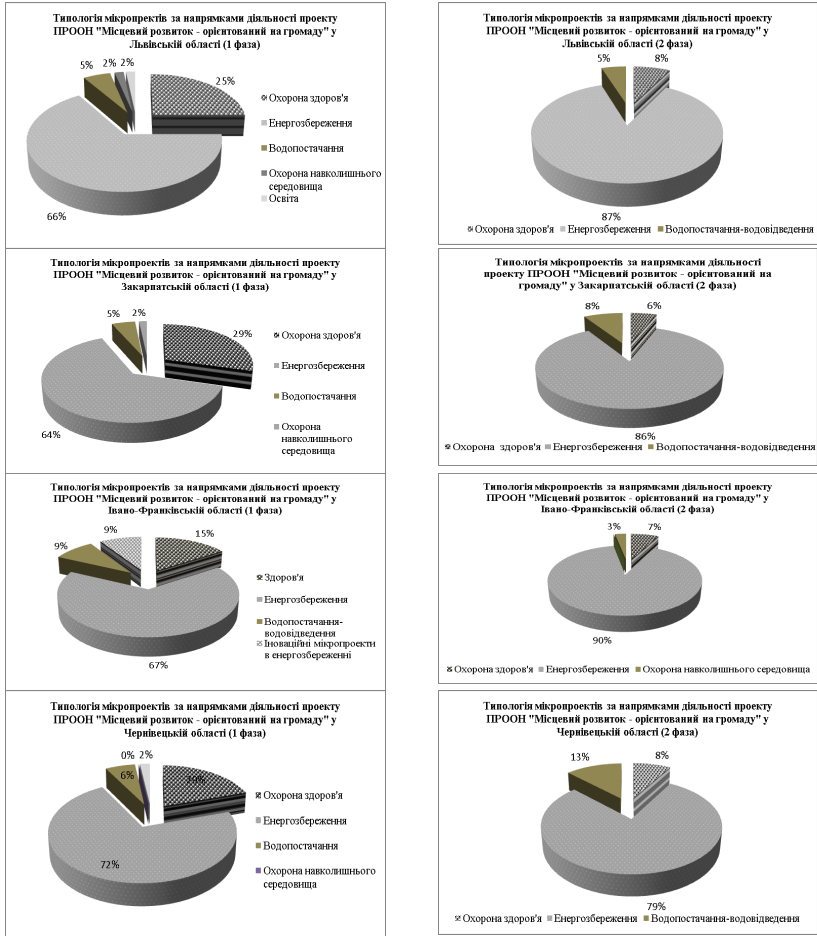 Типологія мікропректів за напрямками діяльності проекту
ПРООН "Місцевий розвиток - орієнтований на громаду" у
Львівській області (1 фаза)
5%
2%
2%
25%
66%
Охорона здоров'я
Енергозбереження
Водопостачання
Охорона навколишнього
середовища
Освіта
Типологія мікропроектів за напрямками діяльності проекту
ПРООН "Місцевий розвиток - орієнтований на громаду" у
Львівській області (2 фаза)
5%
8%
87%
Охорона здоров'я Енергозбереження Водопостачання-водовідведення
Типологія мікропроектів за напрямками діяльності проекту
ПРООН "Місцевий розвиток - орієнтований на громаду" у
Закарпатській області (1 фаза)
5%
2%
29%
64%
Охорона здоров'я
Енергозбереження
Водопостачання
Охорона
навколишнього
середовища
Типологія мікропроектів за напрямками діяльності
проекту ПРООН "Місцевий розвиток - орієнтований на
громаду" у Закарпатській області (2 фаза)
8%
6%
86%
Охорона здоров'я Енергозбереження Водопостачання-водовідведення
Типологія мікропроектів за напрямками діяльності проекту
ПРООН "Місцевий розвиток - орієнтований на громаду" у
Івано-Франківській області (1 фаза)
9%
9%
15%
67%
Здоров'я
Енергозбереження
Водопостачання-
водовідведення
Іноваційні мікропроекти
в енергозбереженні
Типологія мікропроектів за напрямками діяльності проекту
ПРООН "Місцевий розвиток - орієнтований на громаду" у
Івано-Франківській області (2 фаза)
3%
7%
90%
Охорона здоров'я Енергозбереження Охорона навколишнього середовища
Типологія мікропроектів за напрямками діяльності проекту
ПРООН "Місцевий розвиток - орієнтований на громаду" у
Чернівецькій області (1 фаза)
0%
2%
6%
72%
Охорона здоров'я
Енергозбереження
Водопостачання
Охорона навколишнього
середовища
Типологія мікропроектів за напрямками діяльності проекту
ПРООН "Місцевий розвиток - орієнтований на громаду" у
Чернівецькій області (2 фаза)
13%
8%
79%
Охорона здоров'я Енергозбереження Водопостачання-водовідведення